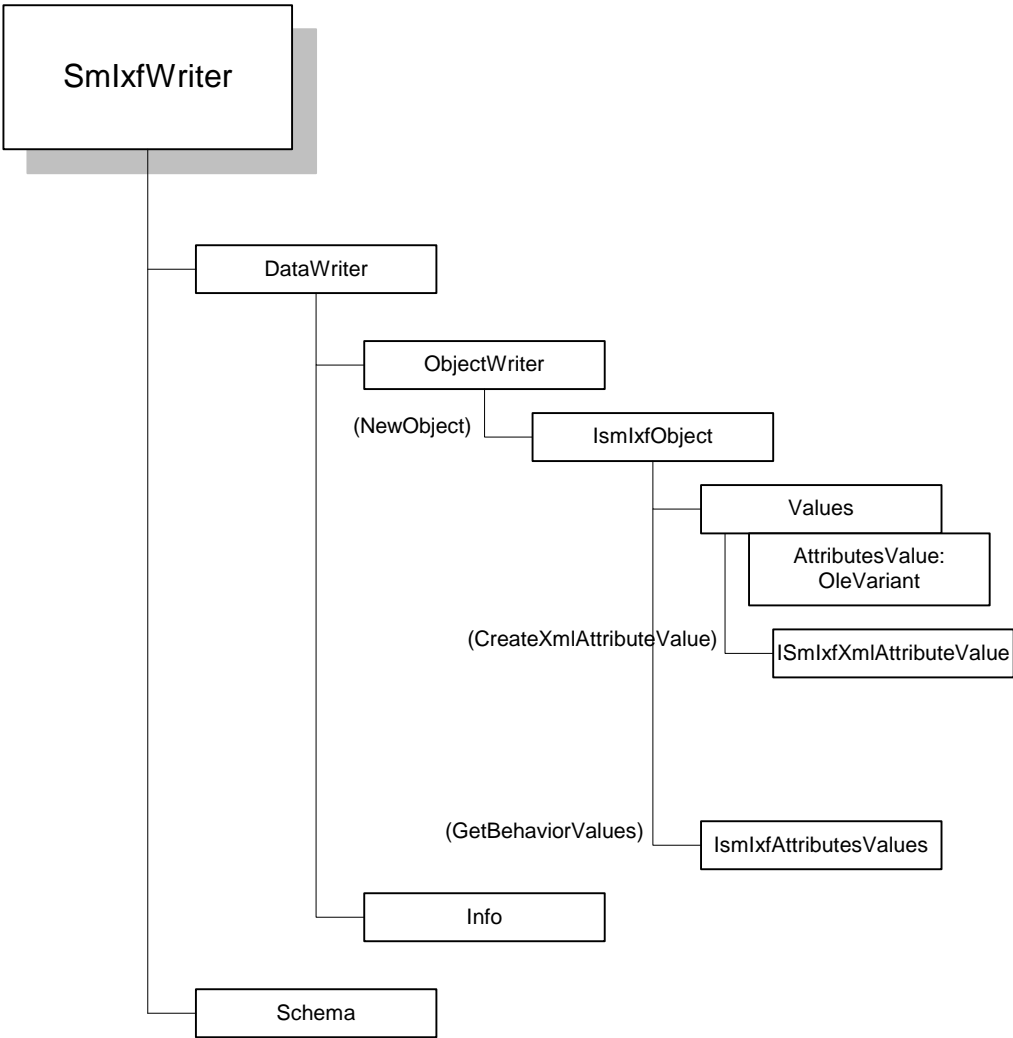 SmIxfWriter
DataWriter
ObjectWriter
(NewObject)
IsmIxfObject
Values
AttributesValue:
OleVariant
(CreateXmlAttributeValue)
ISmIxfXmlAttributeValue
(GetBehaviorValues)
IsmIxfAttributesValues
Info
Schema